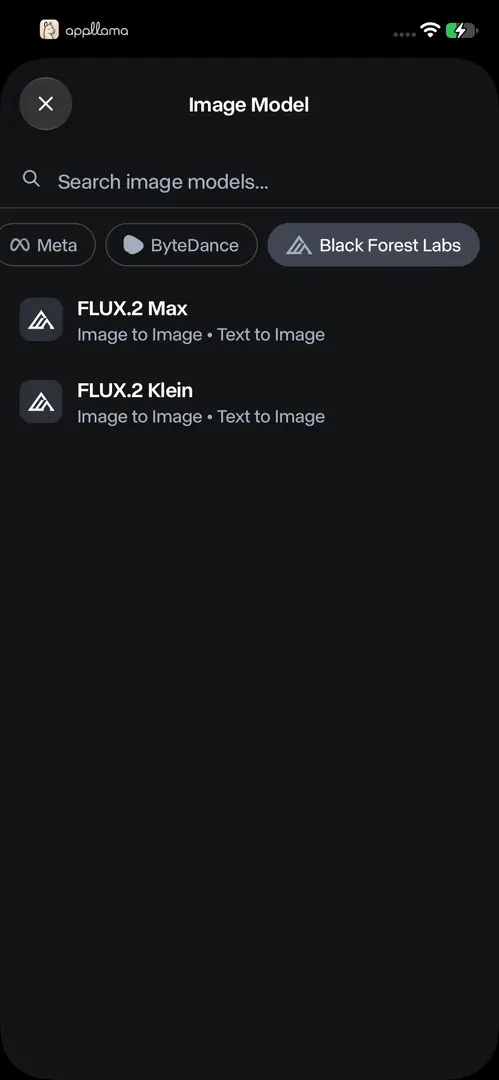 appllama
Image Model
Search image models...
Meta
ByteDance
Black Forest Labs
FLUX.2 Max
Image to Image • Text to Image
FLUX.2 Klein
Image to Image • Text to Image